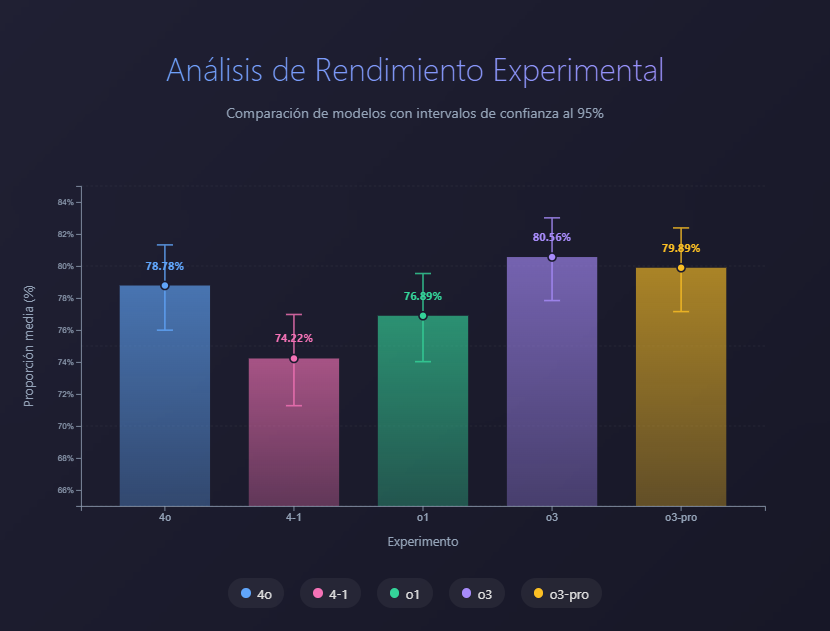 Análisis de Rendimiento Experimental
Comparación de modelos con intervalos de confianza al 95%
Proporción media (%)
84%
82%
80%
78%
76%
74%
72%
70%
68%
66%
78.78%
74.22%
76.89%
80.56%
79.89%
4o
4-1
o1
o3
o3-pro
Experimento
4o
4-1
o1
o3
o3-pro